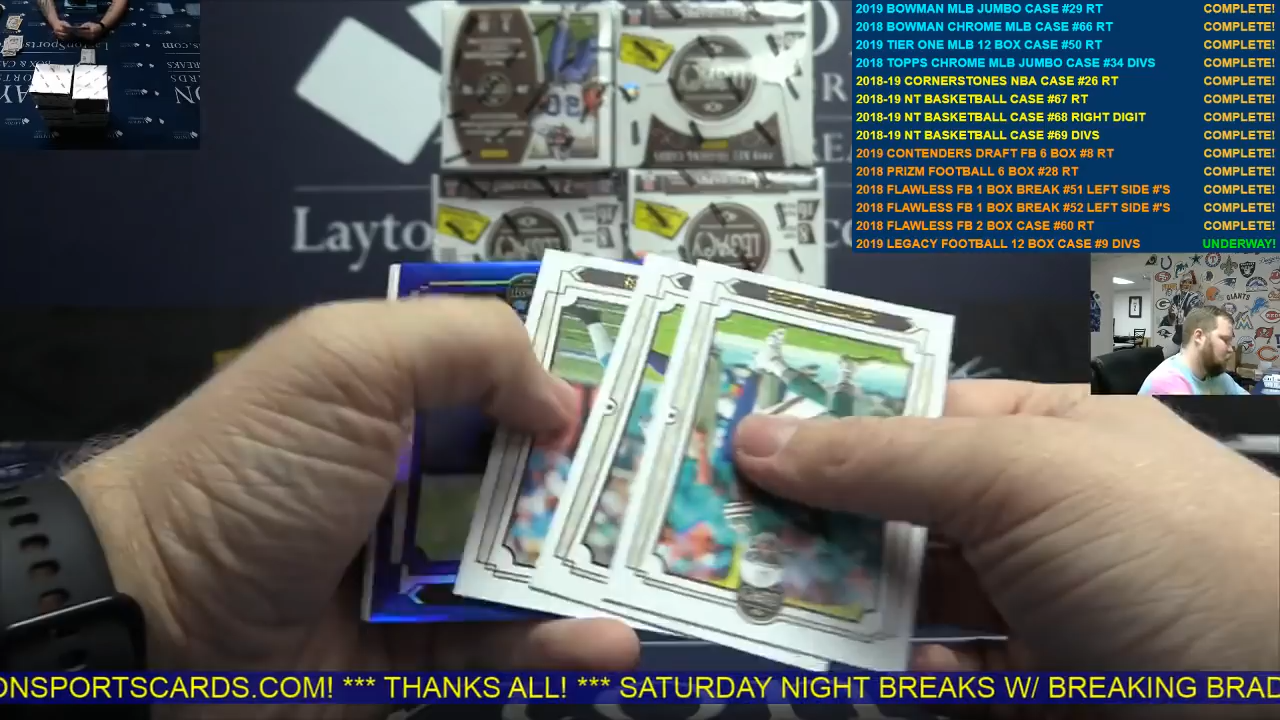 2019 BOWMAN MLB JUMBO CASE #29 RT COMPLETE!
2018 BOWMAN CHROME MLB CASE #66 RT COMPLETE!
2019 TIER ONE MLB 12 BOX CASE #50 RT COMPLETE!
2018 TOPPS CHROME MLB JUMBO CASE #34 DIVS COMPLETE!
2018-19 CORNERSTONES NBA CASE #26 RT COMPLETE!
2018-19 NT BASKETBALL CASE #67 RT COMPLETE!
2018-19 NT BASKETBALL CASE #68 RIGHT DIGIT COMPLETE!
2018-19 NT BASKETBALL CASE #69 DIVS COMPLETE!
2019 CONTENDERS DRAFT FB 6 BOX #8 RT COMPLETE!
2018 PRIZM FOOTBALL 6 BOX #28 RT COMPLETE!
2018 FLAWLESS FB 1 BOX BREAK #51 LEFT SIDE #'S COMPLETE!
2018 FLAWLESS FB 1 BOX BREAK #52 LEFT SIDE #'S COMPLETE!
2018 FLAWLESS FB 2 BOX CASE #60 RT COMPLETE!
2019 LEGACY FOOTBALL 12 BOX CASE #9 DIVS UNDERWAY!
Layto
LEGACY
GIANTS
ONSPORTSCARDS.COM! *** THANKS ALL! *** SATURDAY NIGHT BREAKS W/ BREAKING BRAD